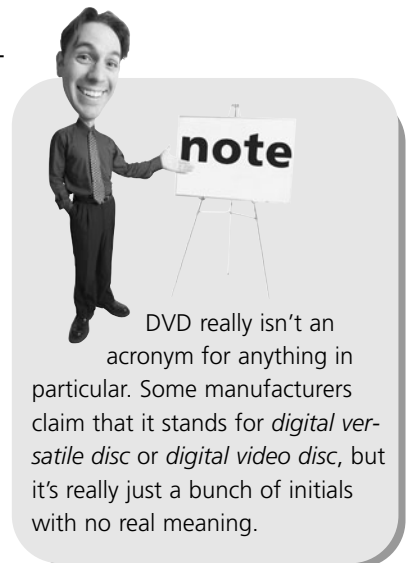 note
DVD really isn't an
acronym for anything in
particular. Some manufacturers
claim that it stands for digital ver-
satile disc or digital video disc, but
it's really just a bunch of initials
with no real meaning.